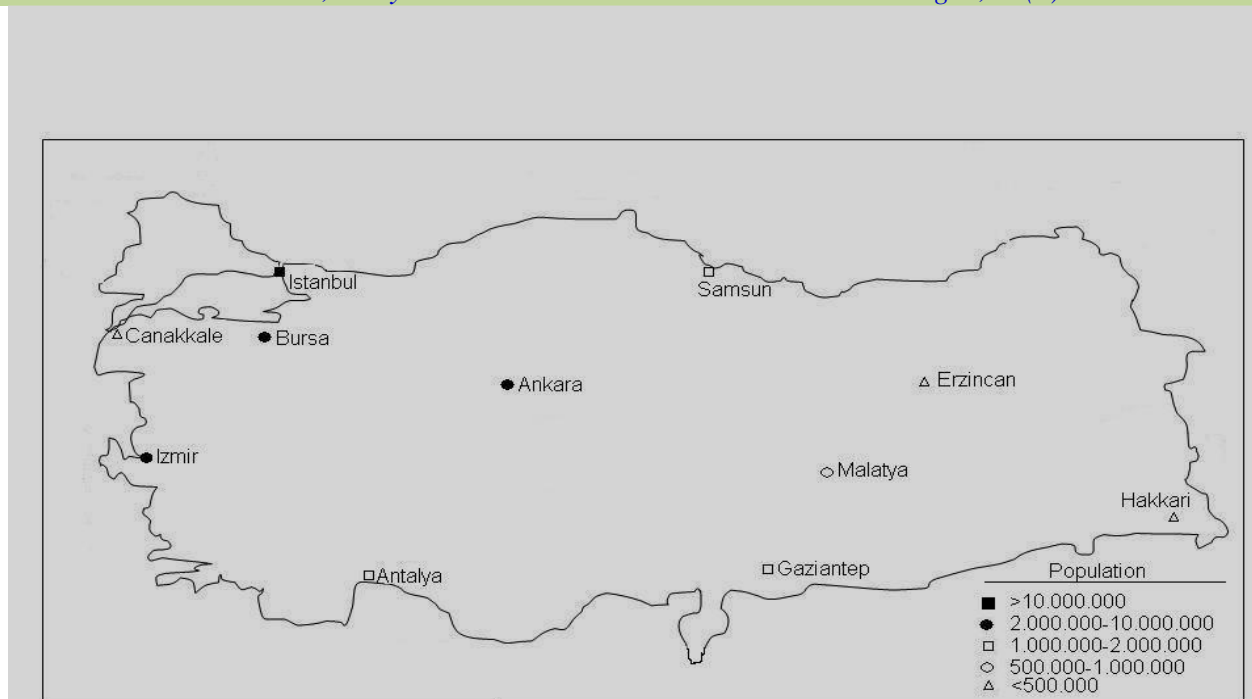 Istanbul
Samsun
Canakkale
Bursa
Ankara
Erzincan
Izmir
Malatya
Hakkari
Antalya
Gaziantep
Population
>10.000.000
2.000.000-10.000.000
1.000.000-2.000.000
500.000-1.000.000
<500.000